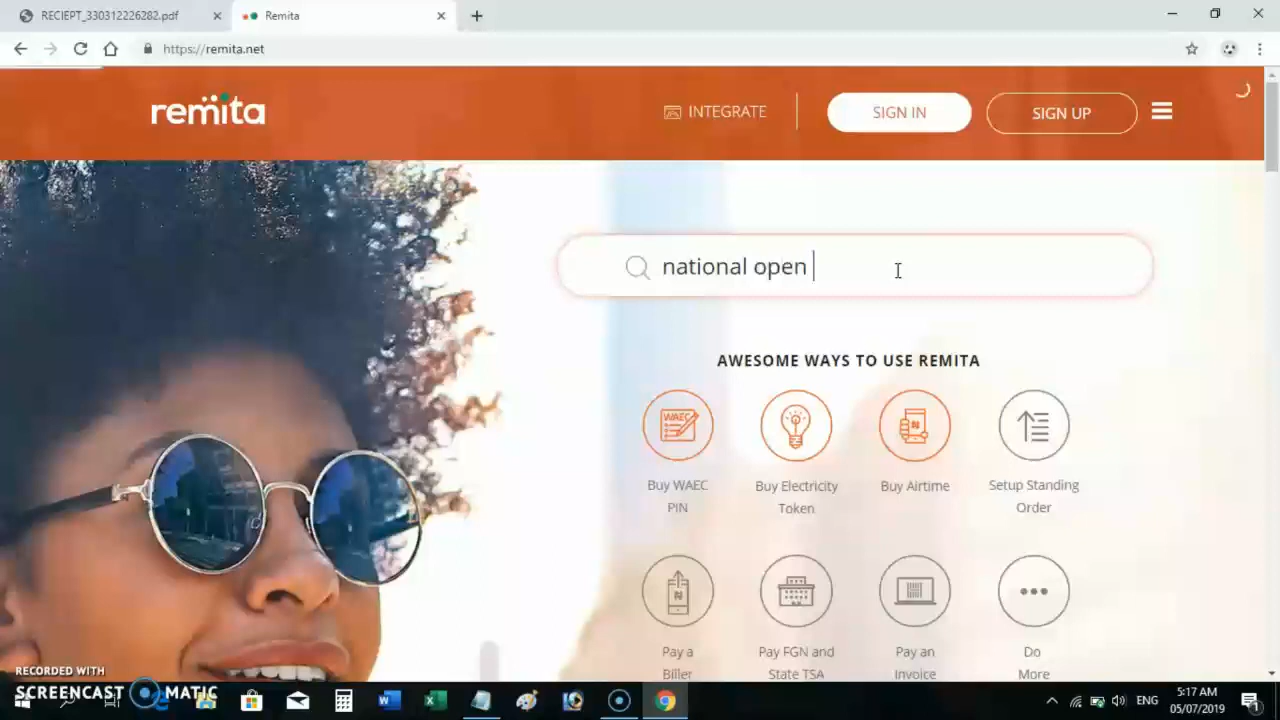 RECIEPT_330312226282.pdf
Remita
https://remita.net
remita
INTEGRATE
SIGN IN
SIGN UP
national open
AWESOME WAYS TO USE REMITA
WAEC
Buy WAEC
PIN
Buy Electricity
Token
Buy Airtime
Setup Standing
Order
Pay a
Biller
Pay FGN and
State TSA
Pay an
Invoice
Do
More
RECORDED WITH
SCREENCAST MATIC
ENG
5:17 AM
05/07/2019